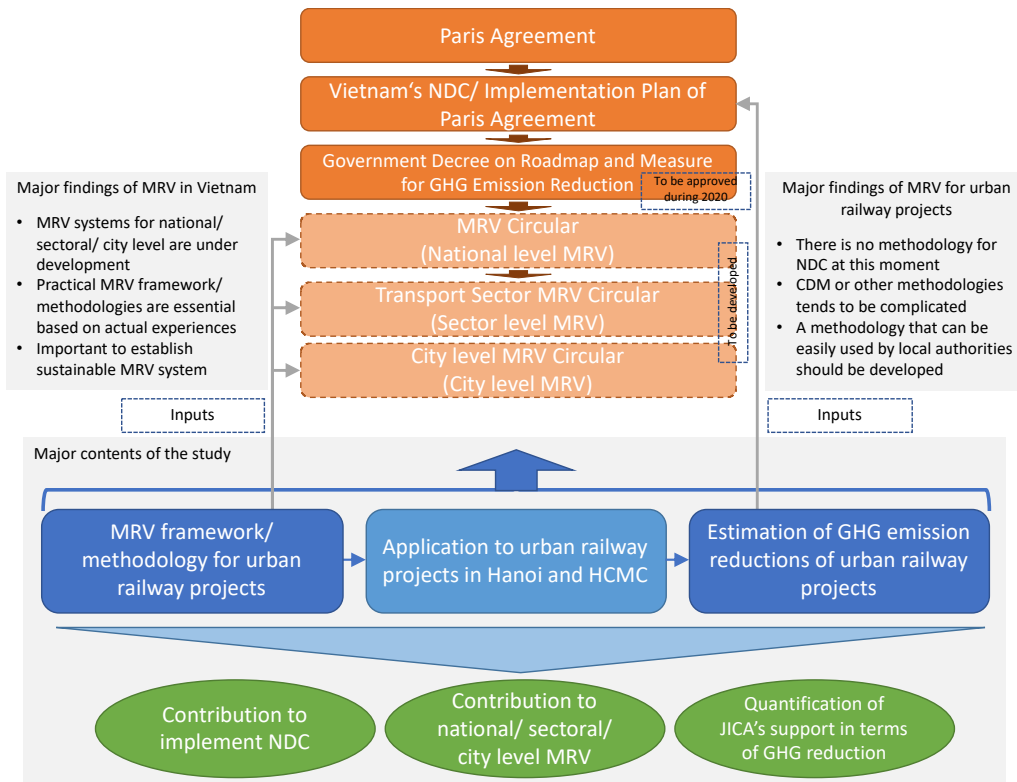 Paris Agreement
Vietnam‘s NDC/ Implementation Plan of
Paris Agreement
Government Decree on Roadmap and Measure
for GHG Emission Reduction
To be approved
during 2020
MRV Circular
(National level MRV)
Transport Sector MRV Circular
(Sector level MRV)
City level MRV Circular
(City level MRV)
To be developed
Major findings of MRV in Vietnam
• MRV systems for national/
sectoral/ city level are under
development
• Practical MRV framework/
methodologies are essential
based on actual experiences
• Important to establish
sustainable MRV system
Inputs
Major findings of MRV for urban
railway projects
• There is no methodology for
NDC at this moment
• CDM or other methodologies
tends to be complicated
• A methodology that can be
easily used by local authorities
should be developed
Inputs
Major contents of the study
MRV framework/
methodology for urban
railway projects
Application to urban railway
projects in Hanoi and HCMC
Estimation of GHG emission
reductions of urban railway
projects
Contribution to
implement NDC
Contribution to
national/ sectoral/
city level MRV
Quantification of
JICA’s support in terms
of GHG reduction